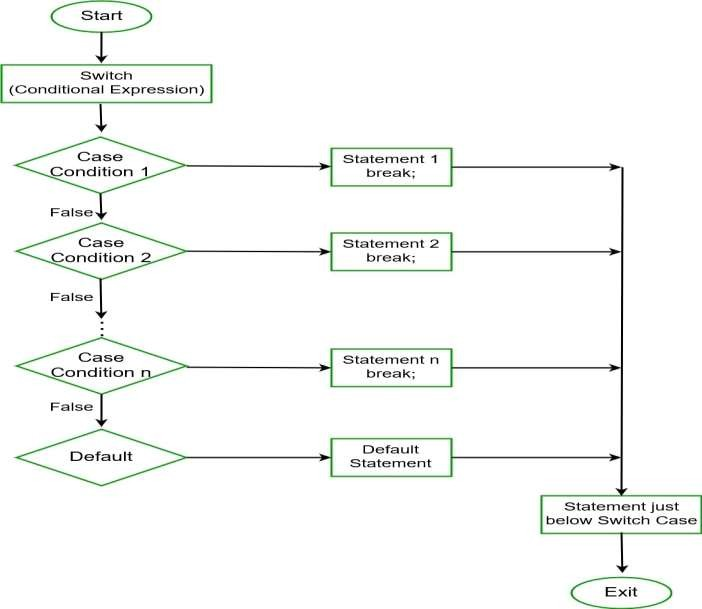 Start
Switch
(Conditional Expression)
Case
Condition 1
Statement 1
break;
False
Case
Condition 2
Statement 2
break;
False
Case
Condition n
Statement n
break;
False
Default
Default
Statement
Statement just
below Switch Case
Exit